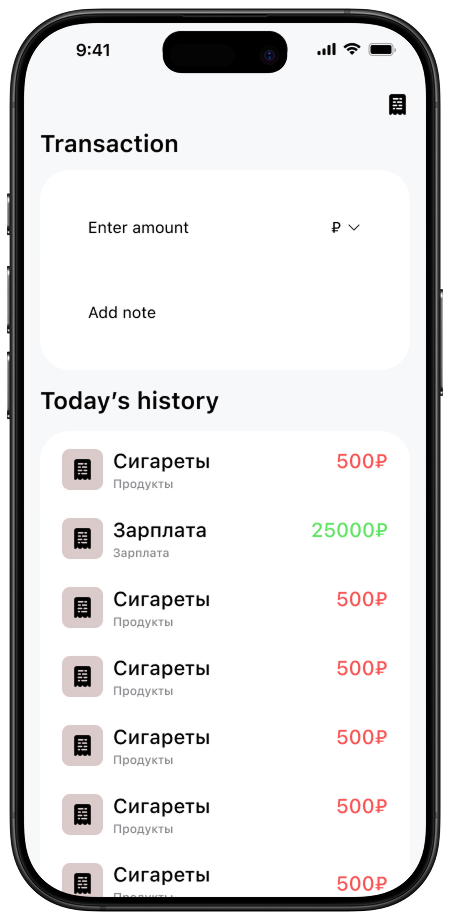 9:41
Transaction
Enter amount ₽
Add note
Today’s history
Сигареты 500₽
Продукты
Зарплата 25000₽
Зарплата
Сигареты 500₽
Продукты
Сигареты 500₽
Продукты
Сигареты 500₽
Продукты
Сигареты 500₽
Продукты
Сигареты 500₽
Продукты